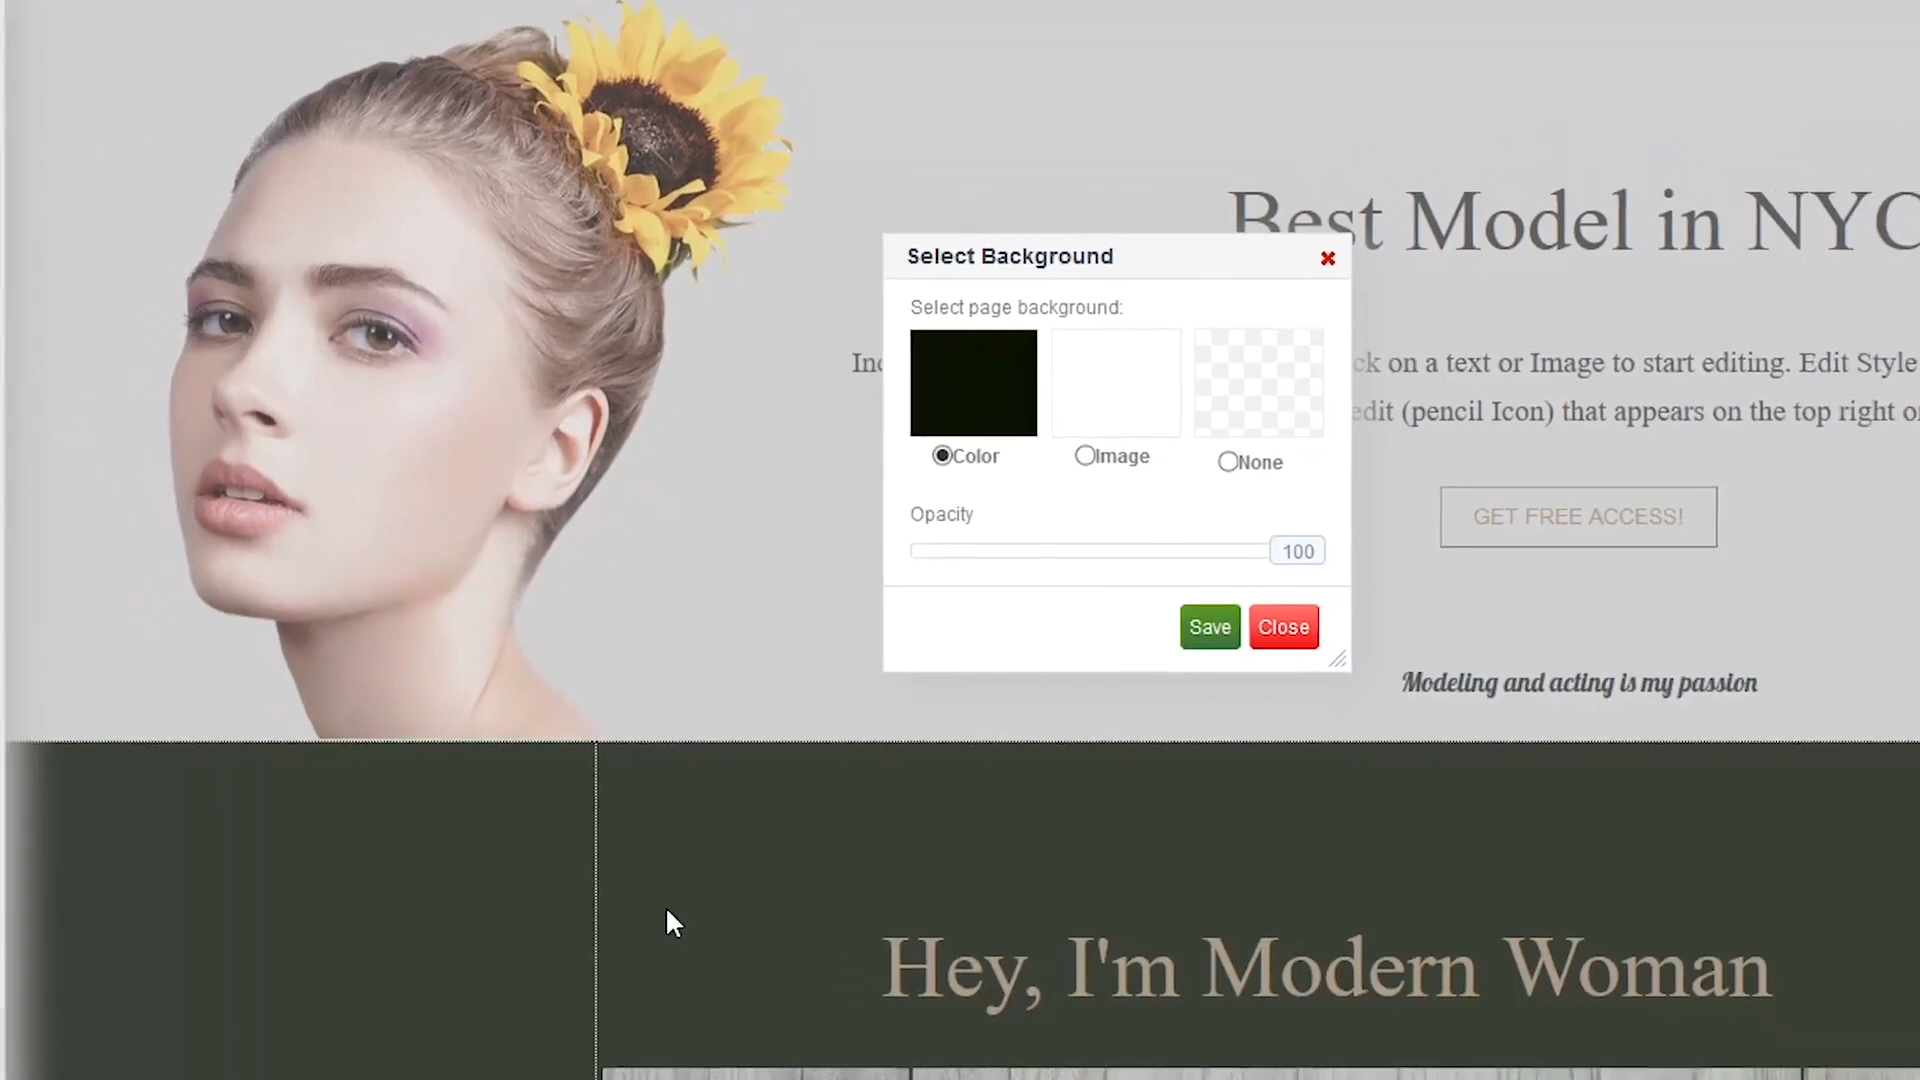 Best Model in NYC
Select Background
Select page background:
Color
Image
None
Opacity
100
Save
Close
on a text or Image to start editing. Edit Style
(pencil Icon) that appears on the top right
GET FREE ACCESS!
Modeling and acting is my passion
Hey, I'm Modern Woman